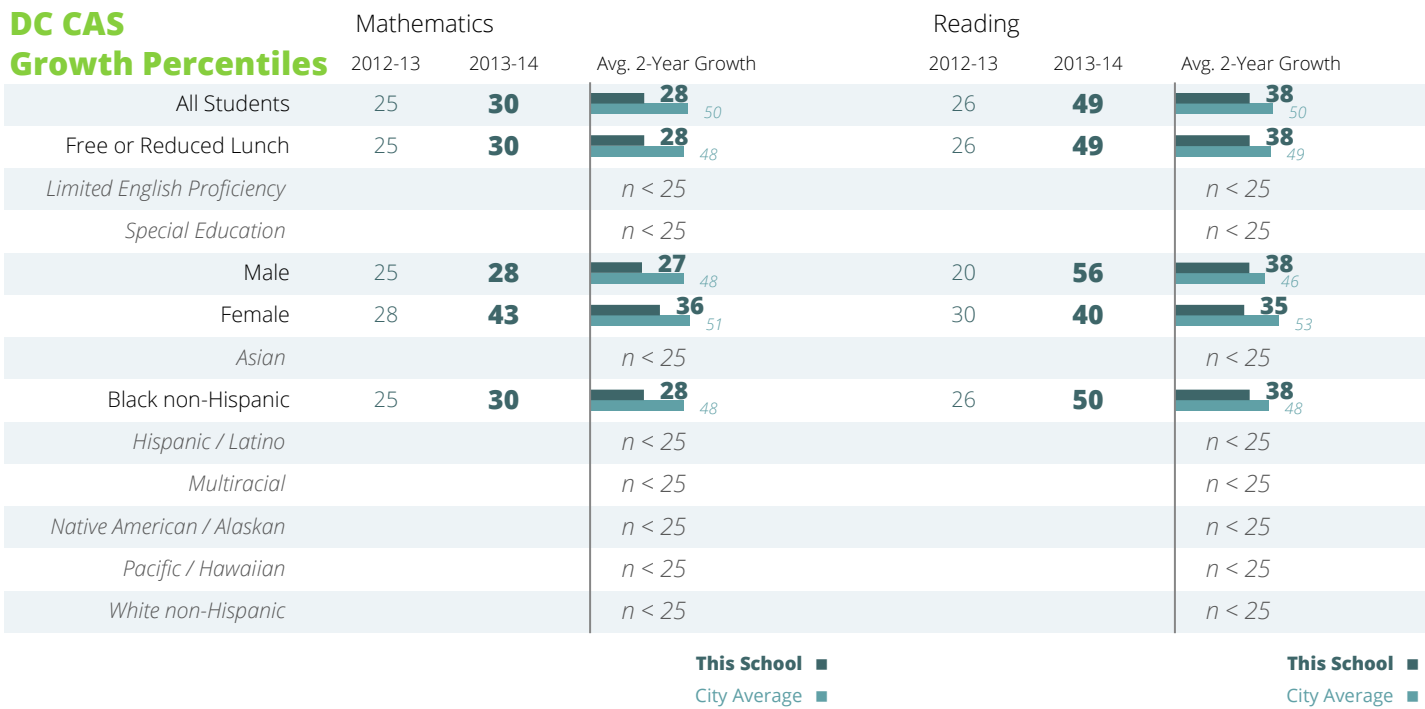 DC CAS Mathematics Reading
Growth Percentiles 2012-13 2013-14 Avg. 2-Year Growth 2012-13 2013-14 Avg. 2-Year Growth
All Students 25 30 28 50 26 49 38 50
Free or Reduced Lunch 25 30 28 48 26 49 38 49
Limited English Proficiency n < 25 n < 25
Special Education n < 25 n < 25
Male 25 28 27 48 20 56 38 46
Female 28 43 36 51 30 40 35 53
Asian n < 25 n < 25
Black non-Hispanic 25 30 28 48 26 50 38 48
Hispanic / Latino n < 25 n < 25
Multiracial n < 25 n < 25
Native American / Alaskan n < 25 n < 25
Pacific / Hawaiian n < 25 n < 25
White non-Hispanic n < 25 n < 25
This School This School
City Average City Average